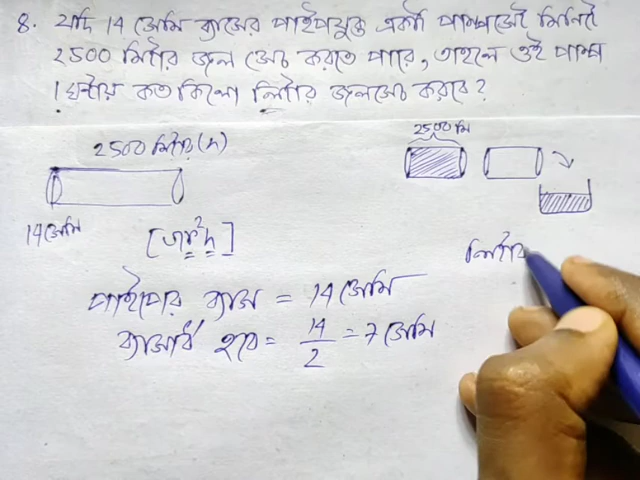 8. যদি 14 সেমি ব্যাসের পাইপযুক্ত একটি পাম্পসেট মিনিটে
2500 মিটার জল সেচ করতে পারে, তাহলে ওই পাম্প
1 ঘন্টায় কত কিলো লিটার জলসেচ করবে?
2500 মিটার (h)
2500 মি
14 সেমি
[πr²h]
লিটার
পাইপের ব্যাস = 14 সেমি
ব্যাসার্ধ হবে = 14/2 = 7 সেমি